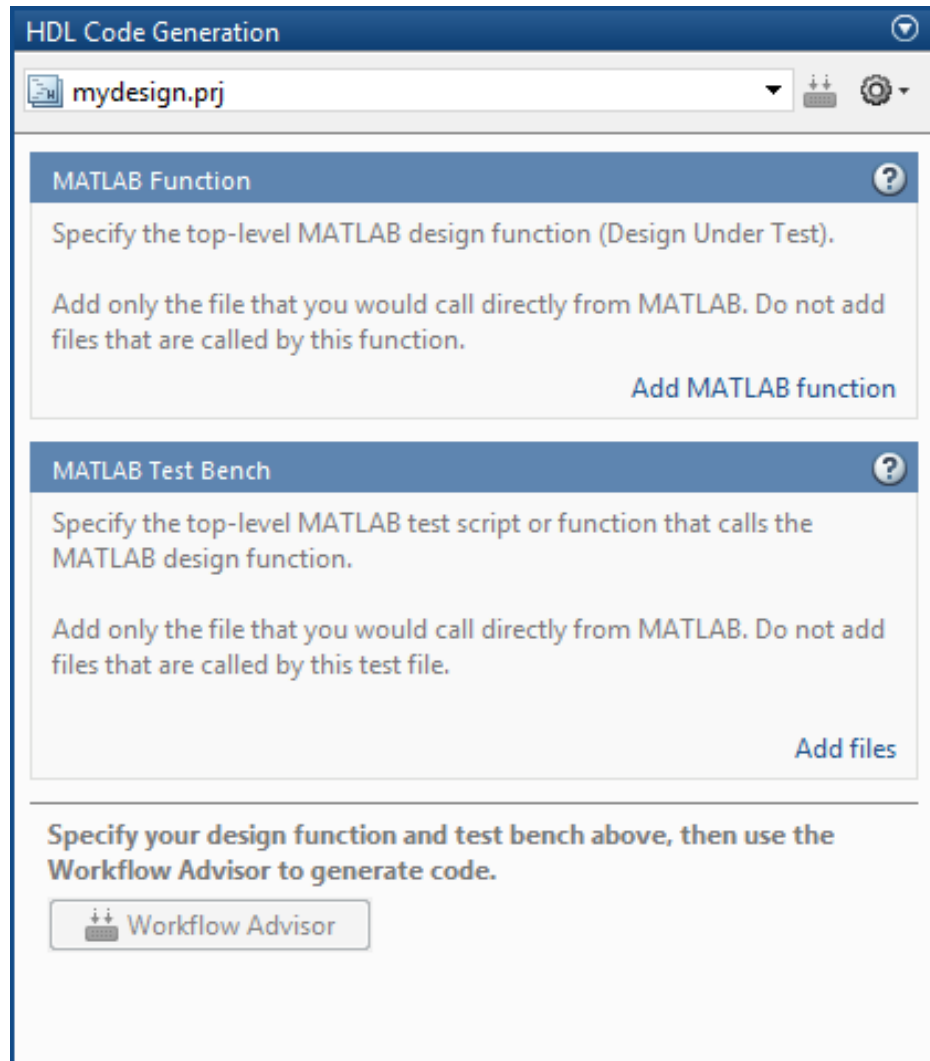 HDL Code Generation
mydesign.prj
MATLAB Function
Specify the top-level MATLAB design function (Design Under Test).
Add only the file that you would call directly from MATLAB. Do not add
files that are called by this function.
Add MATLAB function
MATLAB Test Bench
Specify the top-level MATLAB test script or function that calls the
MATLAB design function.
Add only the file that you would call directly from MATLAB. Do not add
files that are called by this test file.
Add files
Specify your design function and test bench above, then use the
Workflow Advisor to generate code.
Workflow Advisor